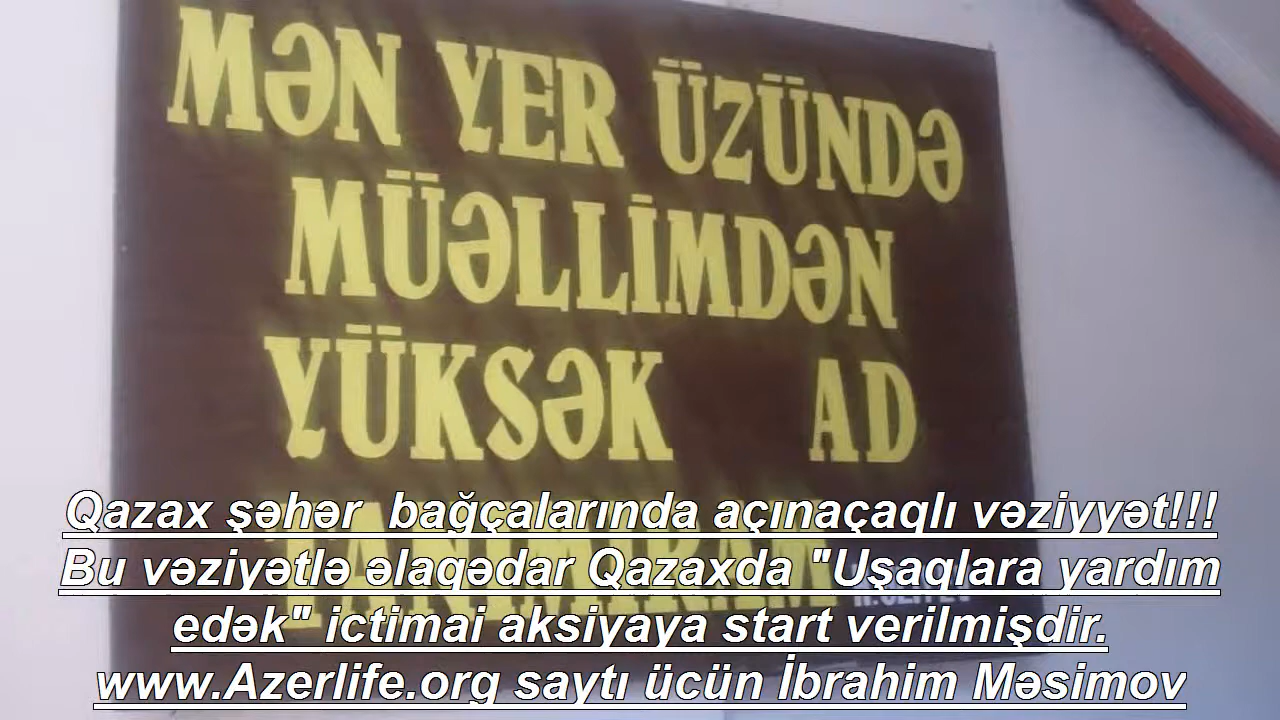 MƏN YER ÜZÜNDƏ
MÜƏLLİMDƏN
YÜKSƏK AD
TANIMIRAM
Qazax şəhər bağçalarında açınaçaqlı vəziyyət!!!
Bu vəziyətlə əlaqədar Qazaxda "Uşaqlara yardım
edək" ictimai aksiyaya start verilmişdir.
www.Azerlife.org saytı ücün İbrahim Məsimov